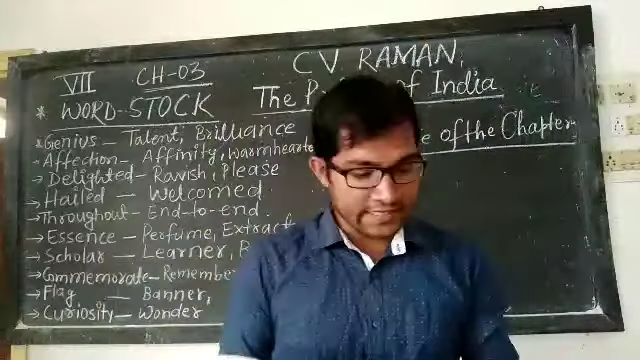 VII CH-03 CV RAMAN
* WORD-STOCK The P of India
*Genius — Talent, Brilliance of the Chapter
→ Affection — Affinity, Warmhearte
→ Delighted — Ravish, Please
→ Hailed — Welcomed
→ Throughout — End-to-end.
→ Essence — Perfume, Extract
→ Scholar — Learner,
→ Commemorate — Remember
→ Flag — Banner,
→ Curiosity — Wonder